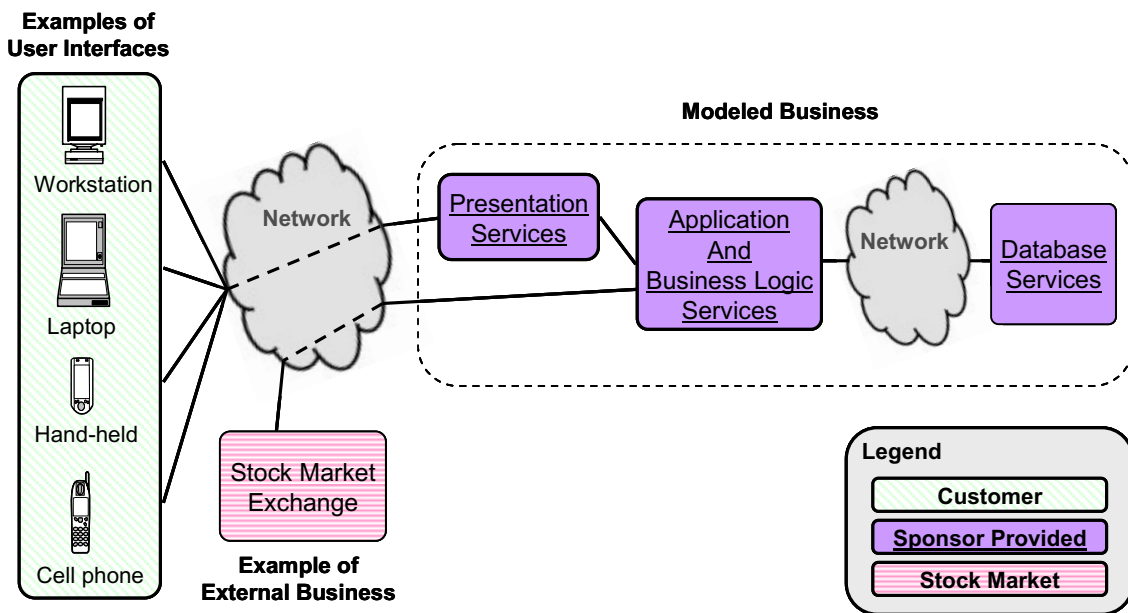 Examples of
User Interfaces
Workstation
Laptop
Hand-held
Cell phone
Network
Stock Market
Exchange
Example of
External Business
Modeled Business
Presentation
Services
Application
And
Business Logic
Services
Network
Database
Services
Legend
Customer
Sponsor Provided
Stock Market